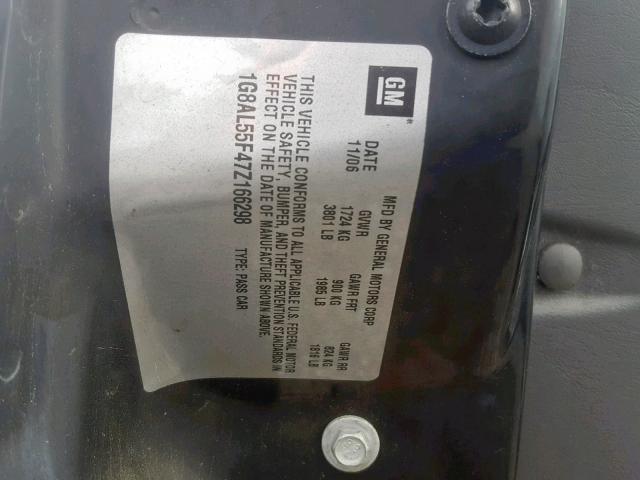 GM
MFD BY GENERAL MOTORS CORP
DATE GVWR GAWR FRT GAWR RR
11/06 1724 KG 900 KG 824 KG
3801 LB 1985 LB 1816 LB
THIS VEHICLE CONFORMS TO ALL APPLICABLE U.S. FEDERAL MOTOR
VEHICLE SAFETY, BUMPER, AND THEFT PREVENTION STANDARDS IN
EFFECT ON THE DATE OF MANUFACTURE SHOWN ABOVE.
1G8AL55F47Z166298 TYPE: PASS CAR